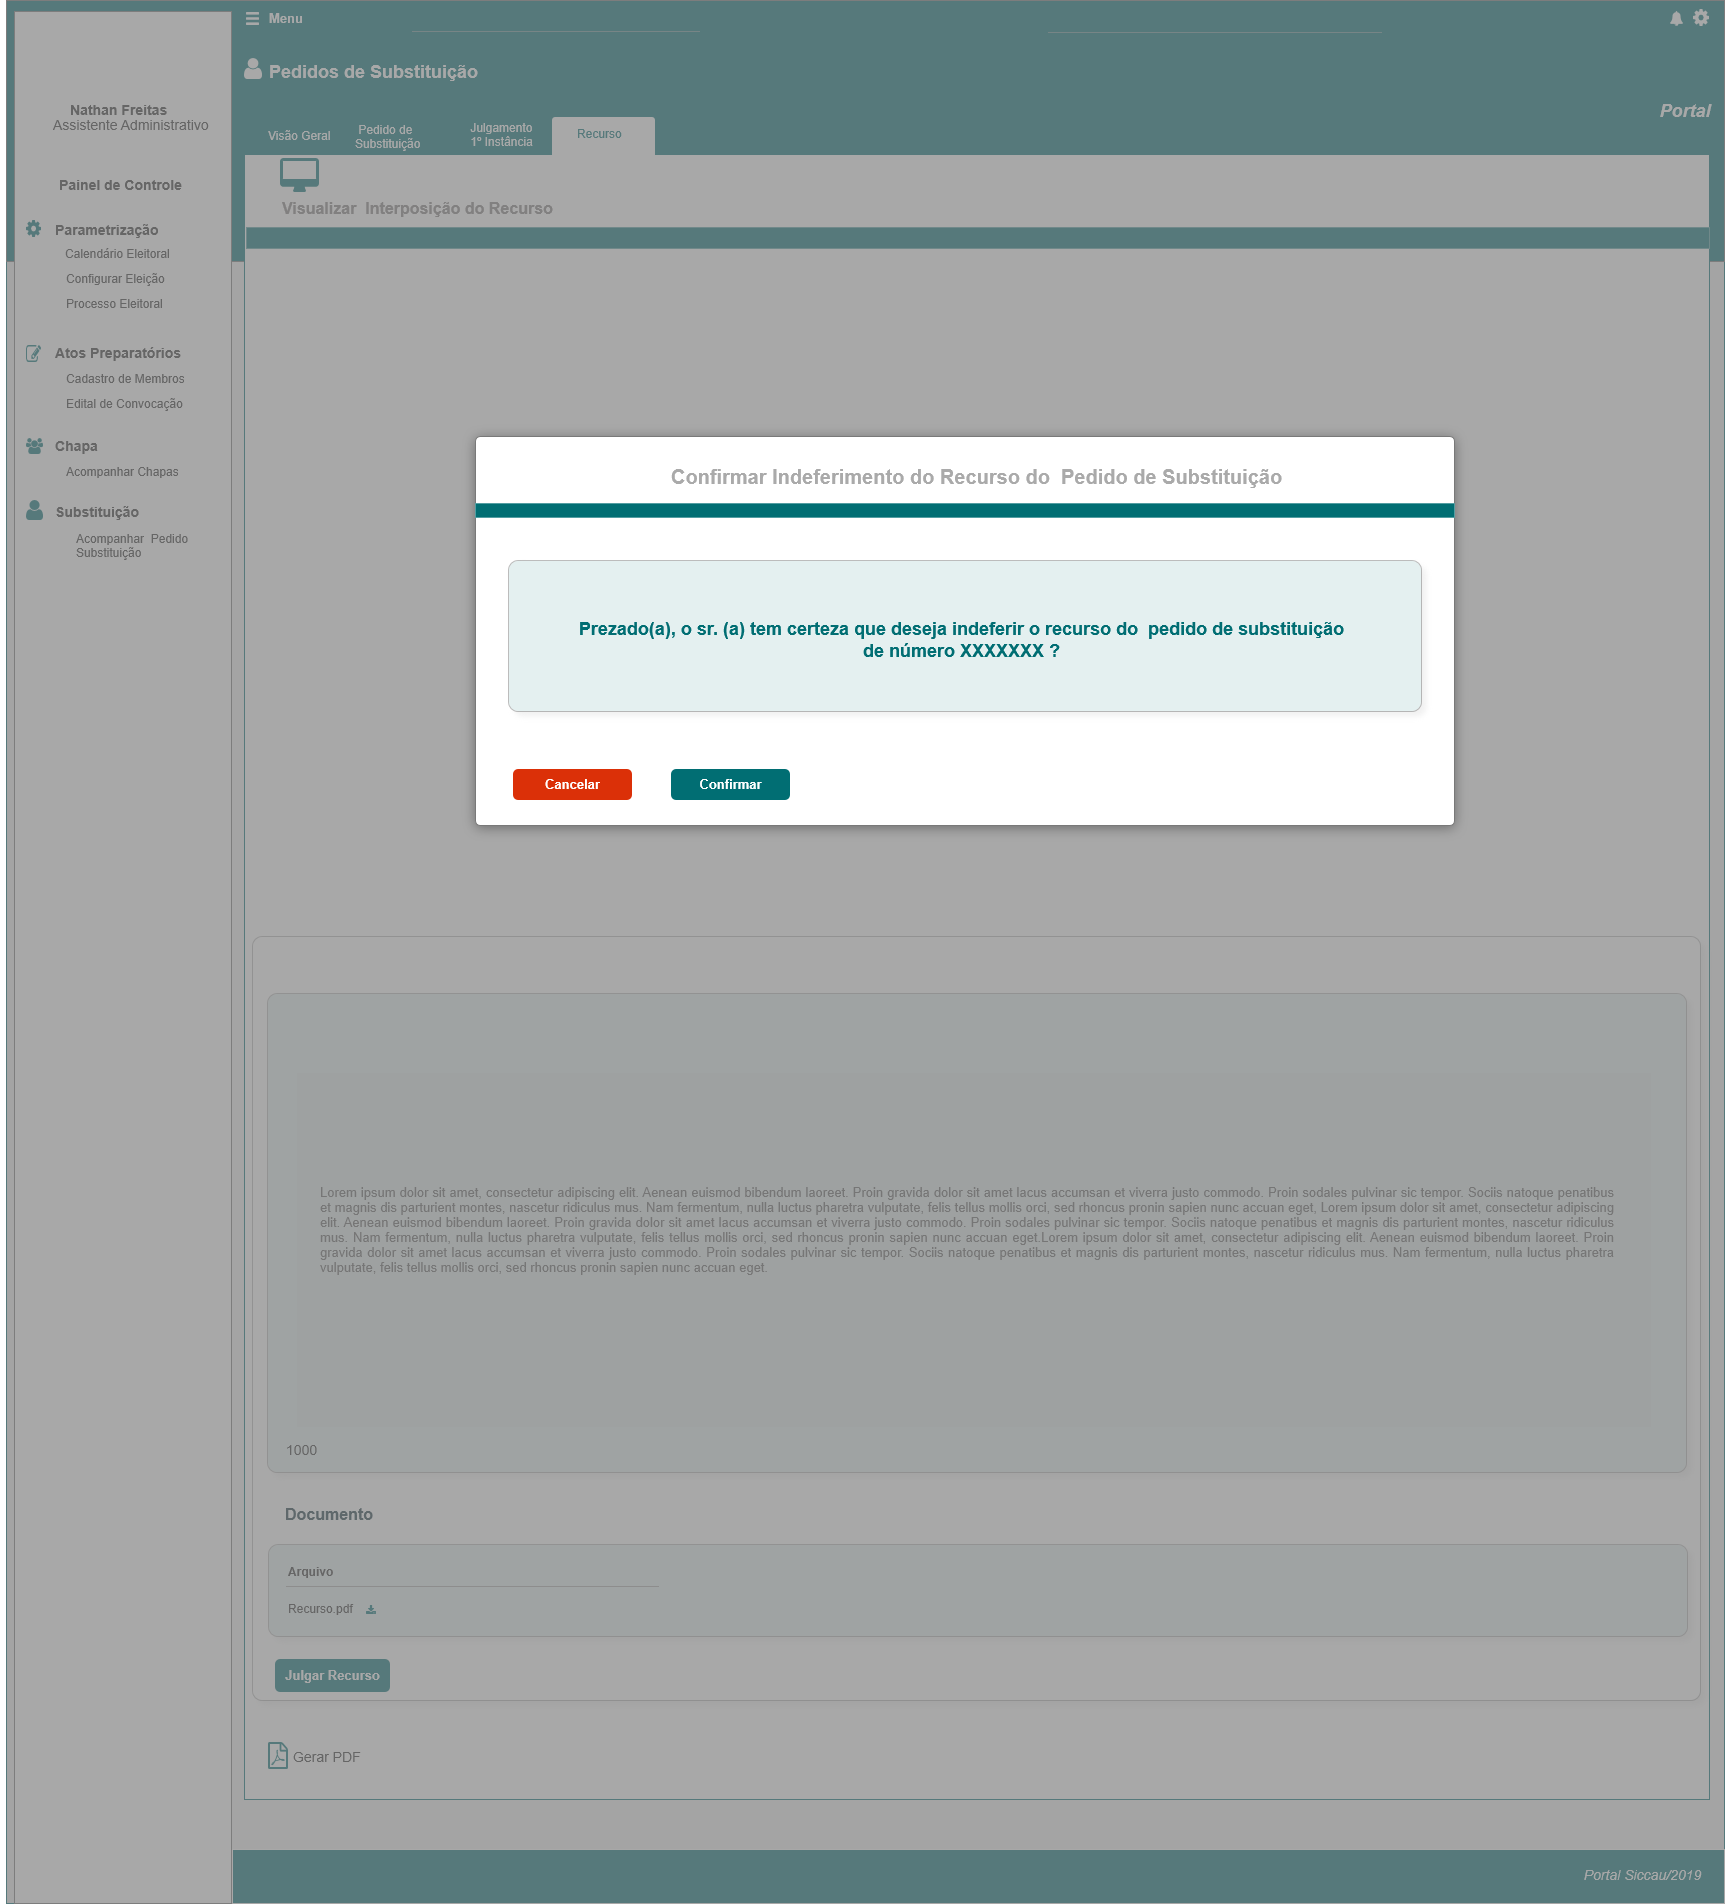 Menu
Pedidos de Substituição
Portal
Nathan Freitas
Assistente Administrativo
Painel de Controle
Parametrização
Calendário Eleitoral
Configurar Eleição
Processo Eleitoral
Atos Preparatórios
Cadastro de Membros
Edital de Convocação
Chapa
Acompanhar Chapas
Substituição
Acompanhar  Pedido
Substituição
Visão Geral
Pedido de
Substituição
Julgamento
1º Instância
Recurso
Visualizar  Interposição do Recurso
Confirmar Indeferimento do Recurso do  Pedido de Substituição
Prezado(a), o sr. (a) tem certeza que deseja indeferir o recurso do  pedido de substituição
de número XXXXXXX ?
Cancelar
Confirmar
Lorem ipsum dolor sit amet, consectetur adipiscing elit. Aenean euismod bibendum laoreet. Proin gravida dolor sit amet lacus accumsan et viverra justo commodo. Proin sodales pulvinar sic tempor. Sociis natoque penatibus
et magnis dis parturient montes, nascetur ridiculus mus. Nam fermentum, nulla luctus pharetra vulputate, felis tellus mollis orci, sed rhoncus pronin sapien nunc accuan eget, Lorem ipsum dolor sit amet, consectetur adipiscing
elit. Aenean euismod bibendum laoreet. Proin gravida dolor sit amet lacus accumsan et viverra justo commodo. Proin sodales pulvinar sic tempor. Sociis natoque penatibus et magnis dis parturient montes, nascetur ridiculus
mus. Nam fermentum, nulla luctus pharetra vulputate, felis tellus mollis orci, sed rhoncus pronin sapien nunc accuan eget.Lorem ipsum dolor sit amet, consectetur adipiscing elit. Aenean euismod bibendum laoreet. Proin
gravida dolor sit amet lacus accumsan et viverra justo commodo. Proin sodales pulvinar sic tempor. Sociis natoque penatibus et magnis dis parturient montes, nascetur ridiculus mus. Nam fermentum, nulla luctus pharetra
vulputate, felis tellus mollis orci, sed rhoncus pronin sapien nunc accuan eget.
1000
Documento
Arquivo
Recurso.pdf
Julgar Recurso
Gerar PDF
Portal Siccau/2019